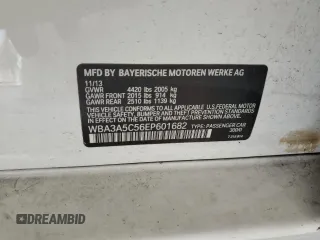 MFD BY BAYERISCHE MOTOREN WERKE AG
11/13
GVWR 4420 lbs 2005 kg
GAWR FRONT 2015 lbs 914 kg
GAWR REAR 2510 lbs 1139 kg
THIS VEHICLE CONFORMS TO ALL APPLICABLE
FEDERAL MOTOR VEHICLE SAFETY, BUMPER,
AND THEFT PREVENTION STANDARDS IN
EFFECT ON THE DATE OF MANUFACTURE
SHOWN ABOVE.
WBA3A5C56EP601682 TYPE: PASSENGER CAR
©DREAMBID
DREAMBID.COM